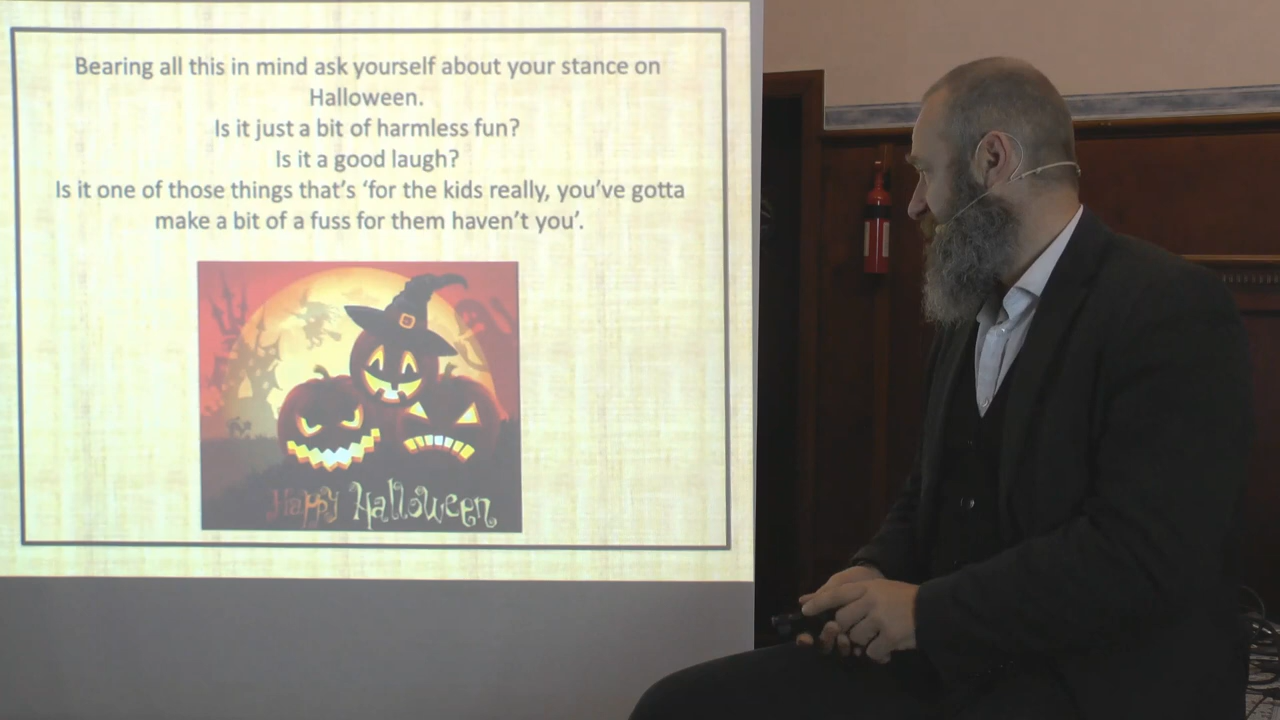 Bearing all this in mind ask yourself about your stance on
Halloween.
Is it just a bit of harmless fun?
Is it a good laugh?
Is it one of those things that’s ‘for the kids really, you’ve gotta
make a bit of a fuss for them haven’t you’.
Happy Halloween